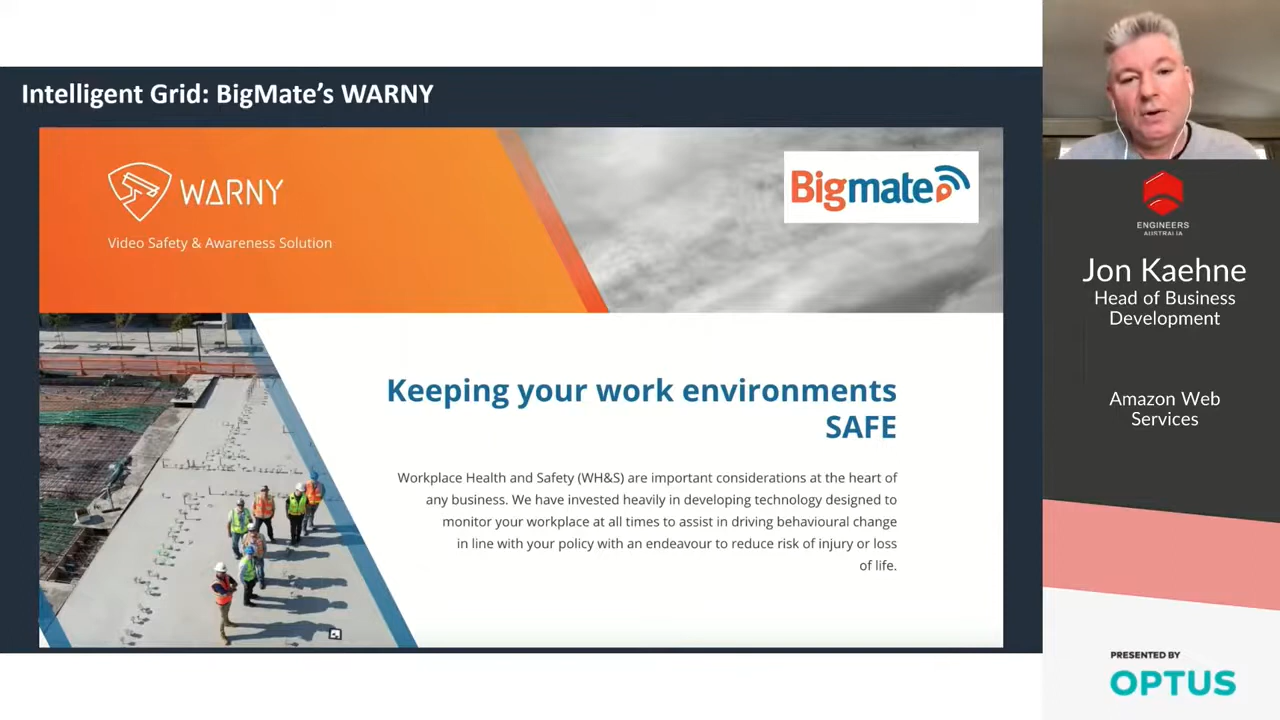 Intelligent Grid: BigMate's WARNY
WARNY
Video Safety & Awareness Solution
Bigmate
Keeping your work environments
SAFE
Workplace Health and Safety (WH&S) are important considerations at the heart of
any business. We have invested heavily in developing technology designed to
monitor your workplace at all times to assist in driving behavioural change
in line with your policy with an endeavour to reduce risk of injury or loss
of life.
ENGINEERS
AUSTRALIA
Jon Kaehne
Head of Business
Development
Amazon Web
Services
PRESENTED BY
OPTUS